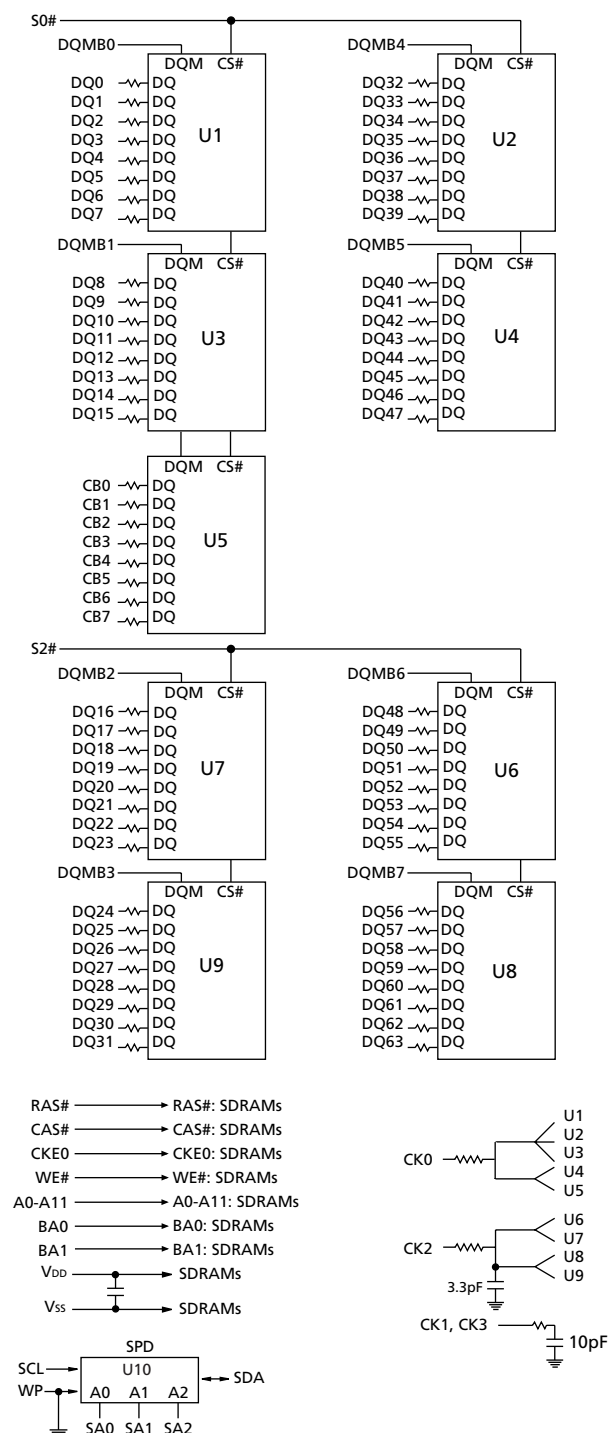 S0#
DQMB0 DQMB4
DQM CS# DQM CS#
DQ0 DQ DQ32 DQ
DQ1 DQ DQ33 DQ
DQ2 DQ DQ34 DQ
DQ3 DQ U1 DQ35 DQ U2
DQ4 DQ DQ36 DQ
DQ5 DQ DQ37 DQ
DQ6 DQ DQ38 DQ
DQ7 DQ DQ39 DQ
DQMB1 DQMB5
DQM CS# DQM CS#
DQ8 DQ DQ40 DQ
DQ9 DQ DQ41 DQ
DQ10 DQ DQ42 DQ
DQ11 DQ U3 DQ43 DQ U4
DQ12 DQ DQ44 DQ
DQ13 DQ DQ45 DQ
DQ14 DQ DQ46 DQ
DQ15 DQ DQ47 DQ
DQM CS#
CB0 DQ
CB1 DQ
CB2 DQ
CB3 DQ U5
CB4 DQ
CB5 DQ
CB6 DQ
CB7 DQ
S2#
DQMB2 DQMB6
DQM CS# DQM CS#
DQ16 DQ DQ48 DQ
DQ17 DQ DQ49 DQ
DQ18 DQ DQ50 DQ
DQ19 DQ U7 DQ51 DQ U6
DQ20 DQ DQ52 DQ
DQ21 DQ DQ53 DQ
DQ22 DQ DQ54 DQ
DQ23 DQ DQ55 DQ
DQMB3 DQMB7
DQM CS# DQM CS#
DQ24 DQ DQ56 DQ
DQ25 DQ DQ57 DQ
DQ26 DQ DQ58 DQ
DQ27 DQ U9 DQ59 DQ U8
DQ28 DQ DQ60 DQ
DQ29 DQ DQ61 DQ
DQ30 DQ DQ62 DQ
DQ31 DQ DQ63 DQ
RAS# RAS#: SDRAMs
CAS# CAS#: SDRAMs
CKE0 CKE0: SDRAMs
WE# WE#: SDRAMs
A0-A11 A0-A11: SDRAMs
BA0 BA0: SDRAMs
BA1 BA1: SDRAMs
VDD SDRAMs
Vss SDRAMs
SPD
U10
SCL
WP A0 A1 A2 SDA
SA0 SA1 SA2
U1
U2
CK0 U3
U4
U5
U6
CK2 U7
U8
3.3pF U9
CK1, CK3
10pF